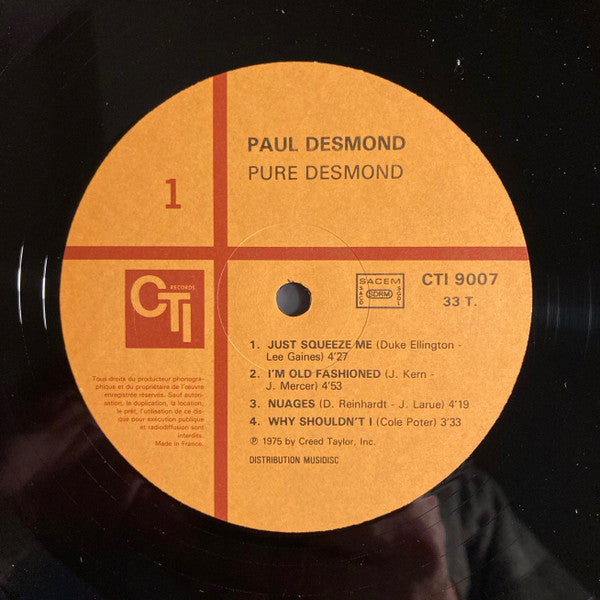 PAUL DESMOND
PURE DESMOND
1
CTI RECORDS
SACEM
SACD SDRM SGDL
CTI 9007
33 T.
1. JUST SQUEEZE ME (Duke Ellington -
Lee Gaines) 4'27
2. I'M OLD FASHIONED (J. Kern -
J. Mercer) 4'53
3. NUAGES (D. Reinhardt - J. Larue) 4'19
4. WHY SHOULDN'T I (Cole Poter) 3'33
℗ 1975 by Creed Taylor, Inc.
DISTRIBUTION MUSIDISC
Tous droits du producteur phonogra-
phique et du propriétaire de l'œuvre
enregistrée réservés. Sauf autori-
sation, la duplication, la location,
le prêt, l'utilisation de ce dis-
que pour exécution publique
et radiodiffusion sont
interdits.
Made in France.